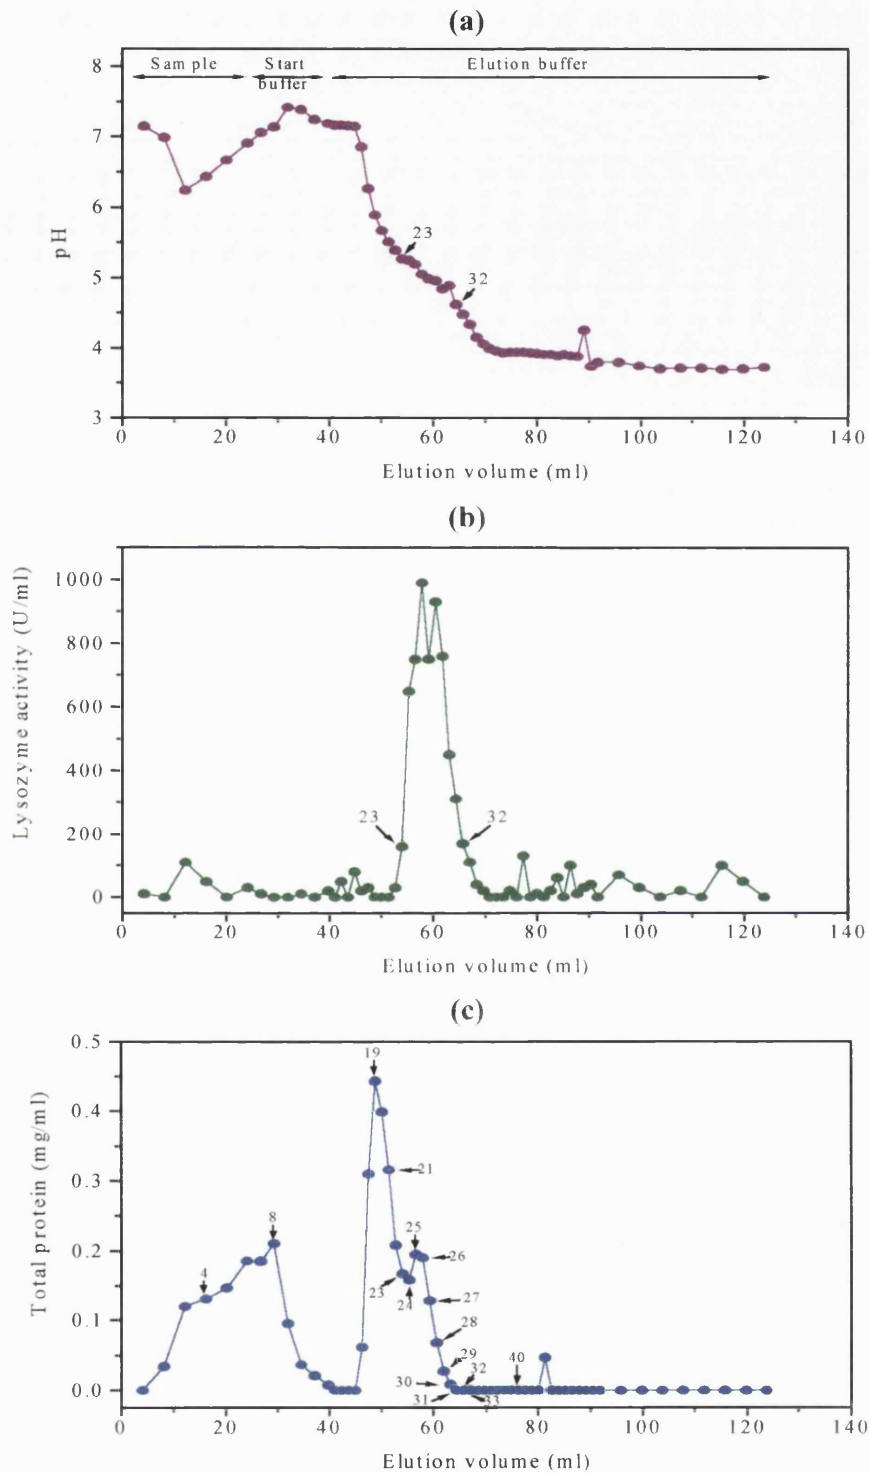 (a)
Sample
Start buffer
Elution buffer
8
7
6
5
4
3
pH
23
32
0 20 40 60 80 100 120 140
Elution volume (ml)
(b)
1000
800
600
400
200
0
Lysozyme activity (U/ml)
23
32
0 20 40 60 80 100 120 140
Elution volume (ml)
(c)
0.5
0.4
0.3
0.2
0.1
0.0
Total protein (mg/ml)
19
21
8
25
4
26
23
24
27
28
29
30
32
40
31
33
0 20 40 60 80 100 120 140
Elution volume (ml)